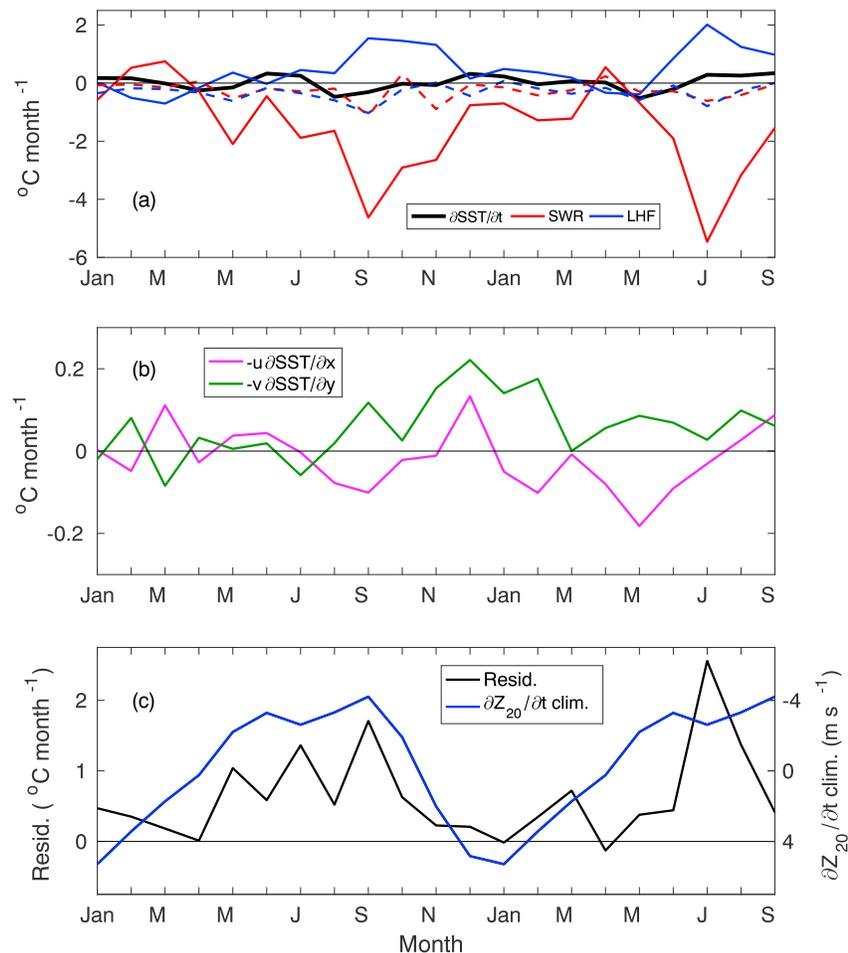 2
0
-2
-4
-6
°C month⁻¹
(a)
∂SST/∂t SWR LHF
Jan M M J S N Jan M M J S
0.2
0
-0.2
°C month⁻¹
(b)
-u ∂SST/∂x
-v ∂SST/∂y
Jan M M J S N Jan M M J S
2
1
0
Resid. ( °C month⁻¹ )
(c)
Resid.
∂Z₂₀/∂t clim.
-4
0
4
∂Z₂₀/∂t clim. (m s⁻¹)
Jan M M J S N Jan M M J S
Month